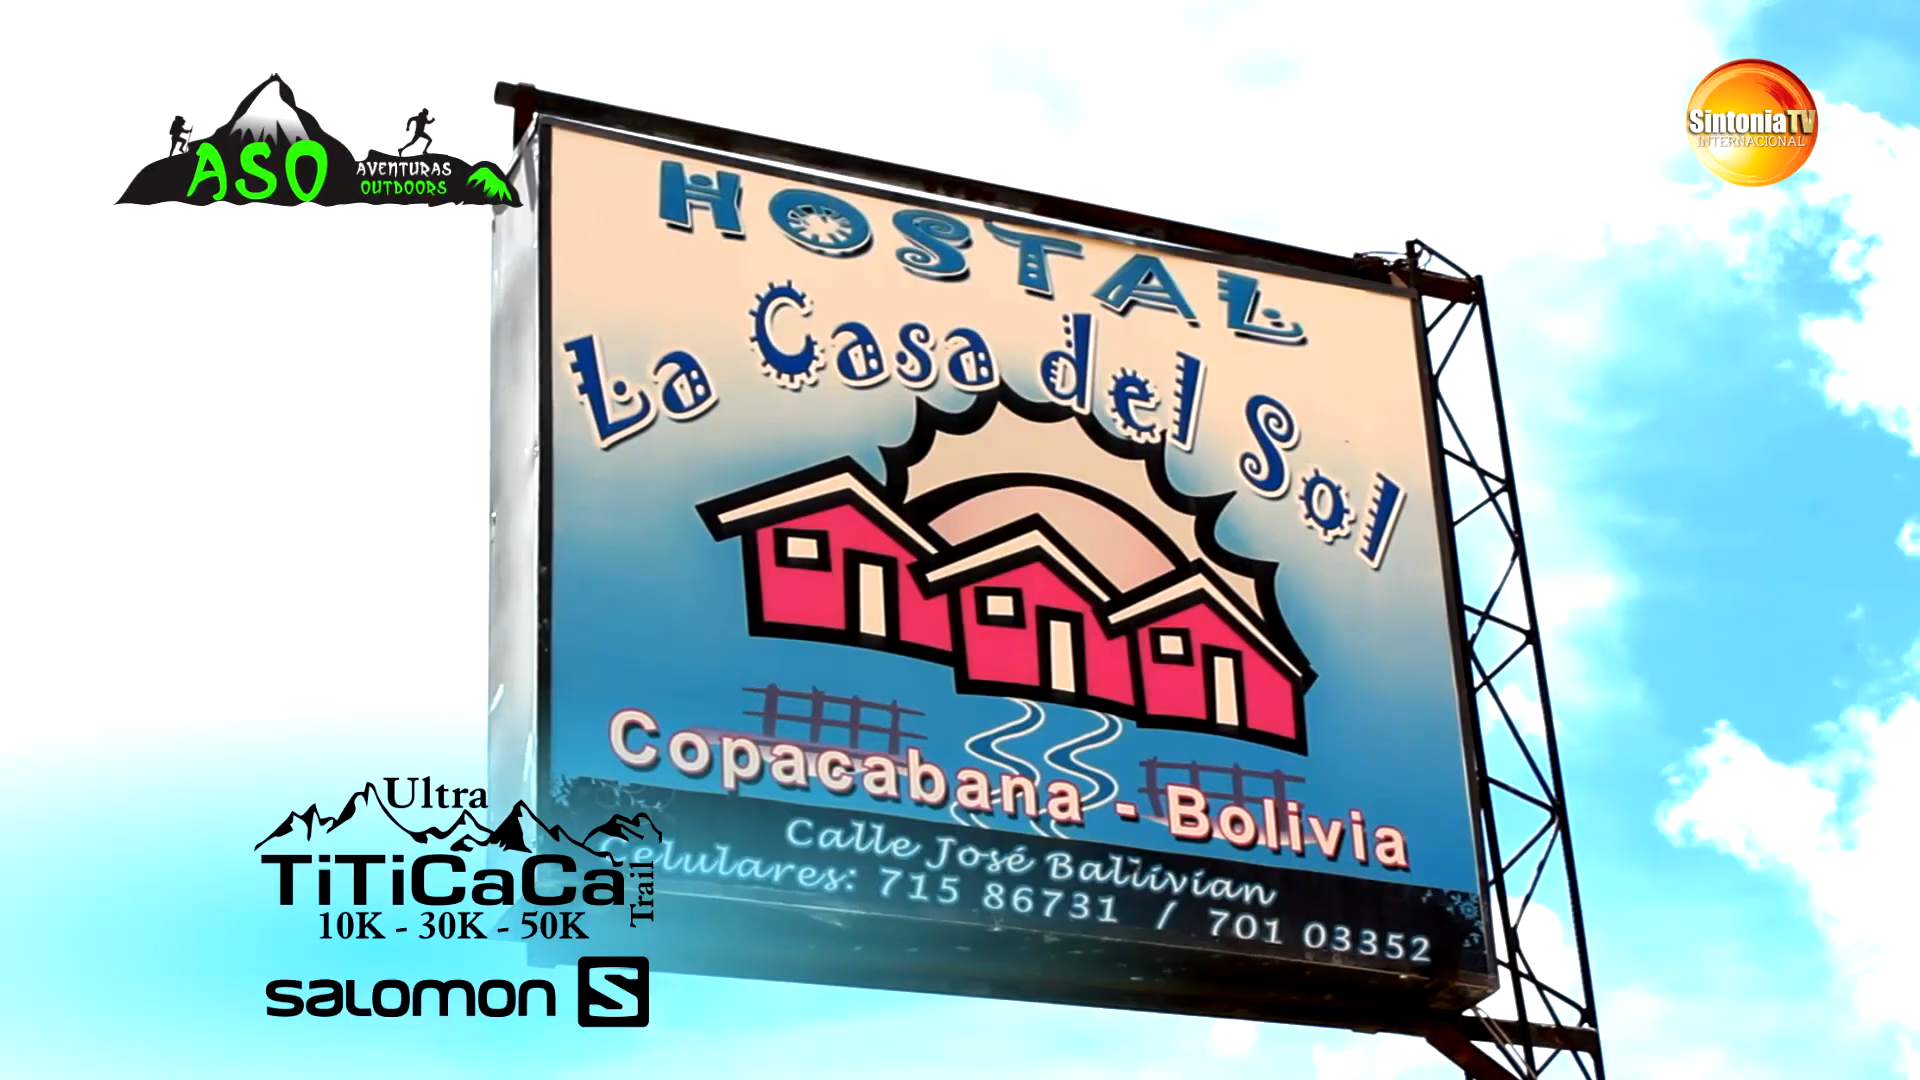 ASO
AVENTURAS
OUTDOORS
SintoniaTV
INTERNACIONAL
HOSTAL
La Casa del Sol
Copacabana - Bolivia
Calle José Ballivian
Celulares: 715 86731 / 701 03352
Ultra
TiTiCaCa
Trail
10K - 30K - 50K
SALOMON S